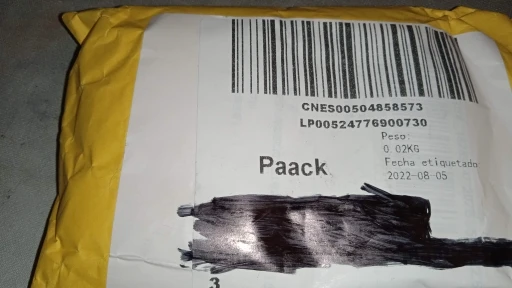 CNES00504858573
LP00524776900730
Peso:
0.02KG
Fecha etiquetado
2022-08-05
Paack
3